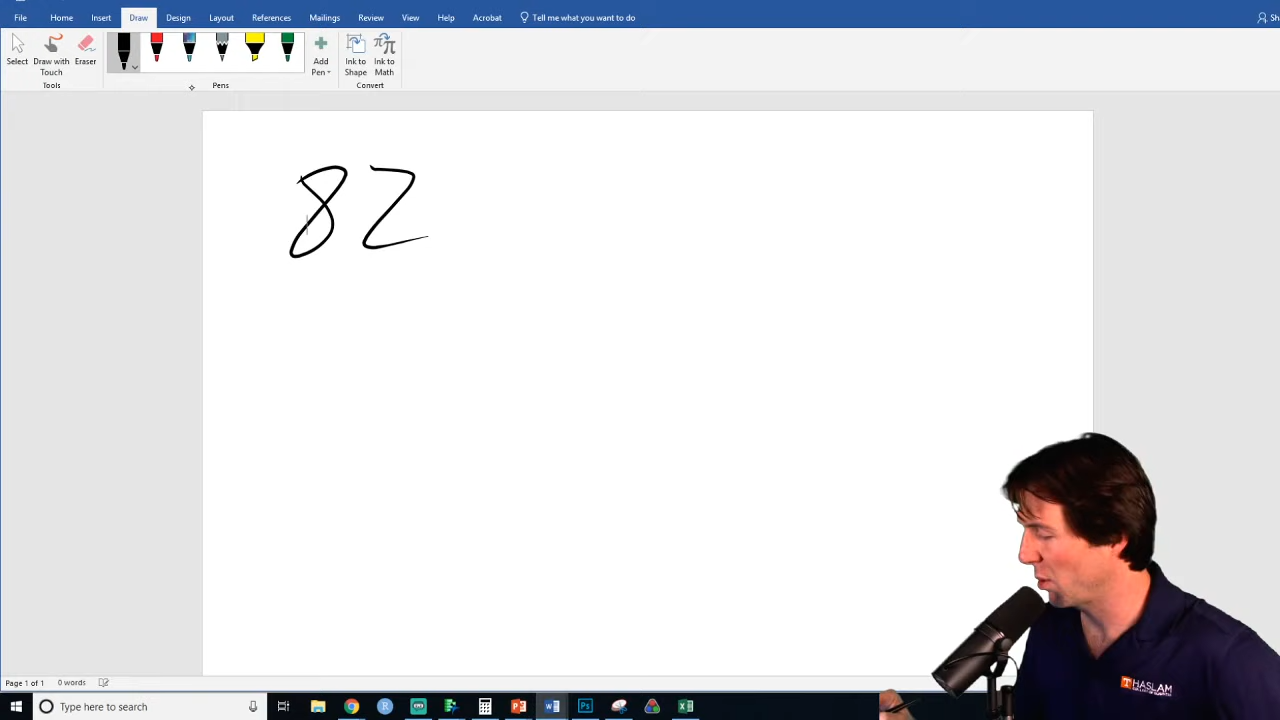 File Home Insert Draw Design Layout References Mailings Review View Help Acrobat Tell me what you want to do Sh
Select Draw with Touch Eraser Add Pen Ink to Shape Ink to Math
Tools Pens Convert
82
HASLAM
Page 1 of 1 0 words
Type here to search